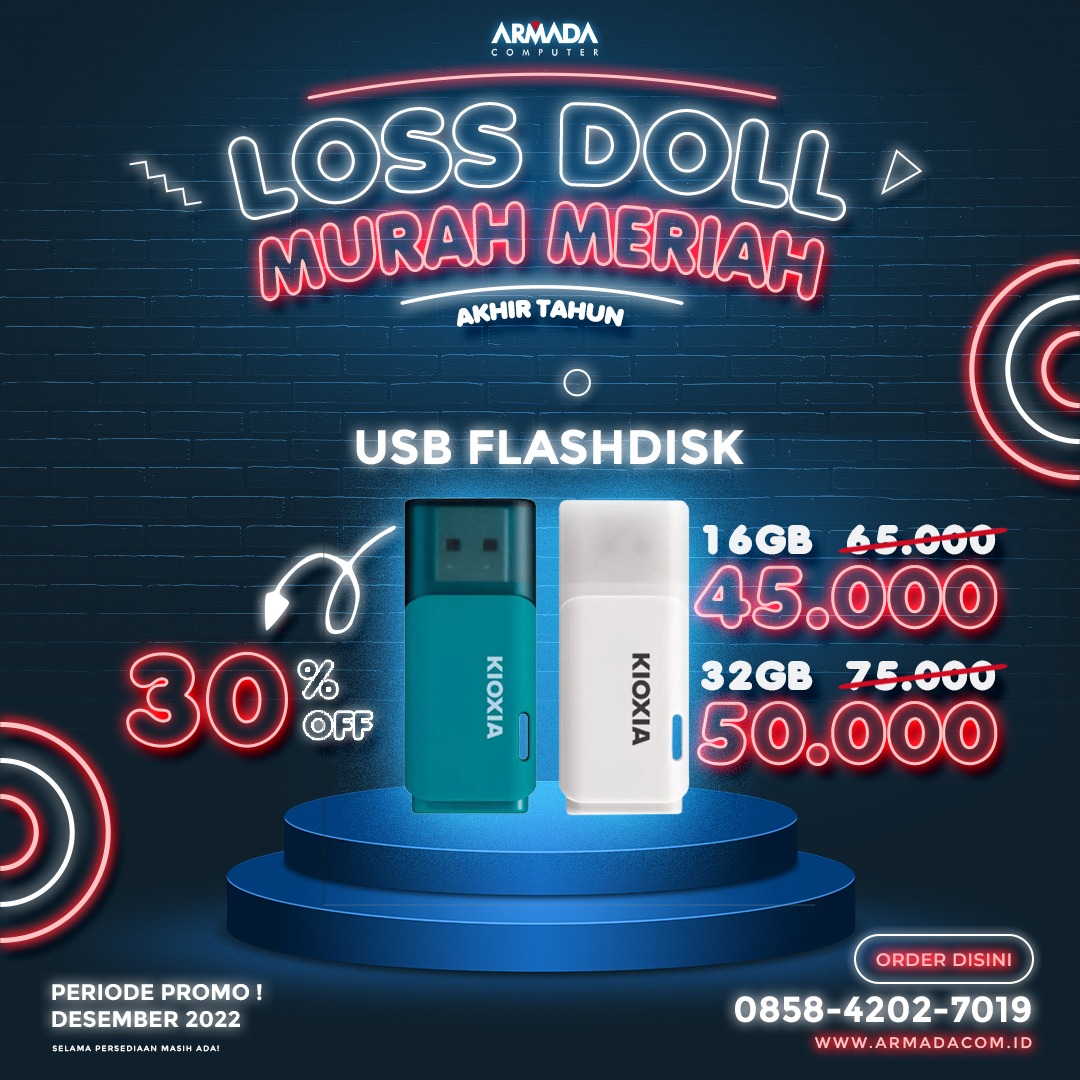 ARMADA
COMPUTER
LOSS DOLL
MURAH MERIAH
AKHIR TAHUN
USB FLASHDISK
16GB 65.000
45.000
32GB 75.000
50.000
30% OFF
KIOXIA
KIOXIA
PERIODE PROMO !
DESEMBER 2022
SELAMA PERSEDIAAN MASIH ADA!
ORDER DISINI
0858-4202-7019
WWW.ARMADACOM.ID